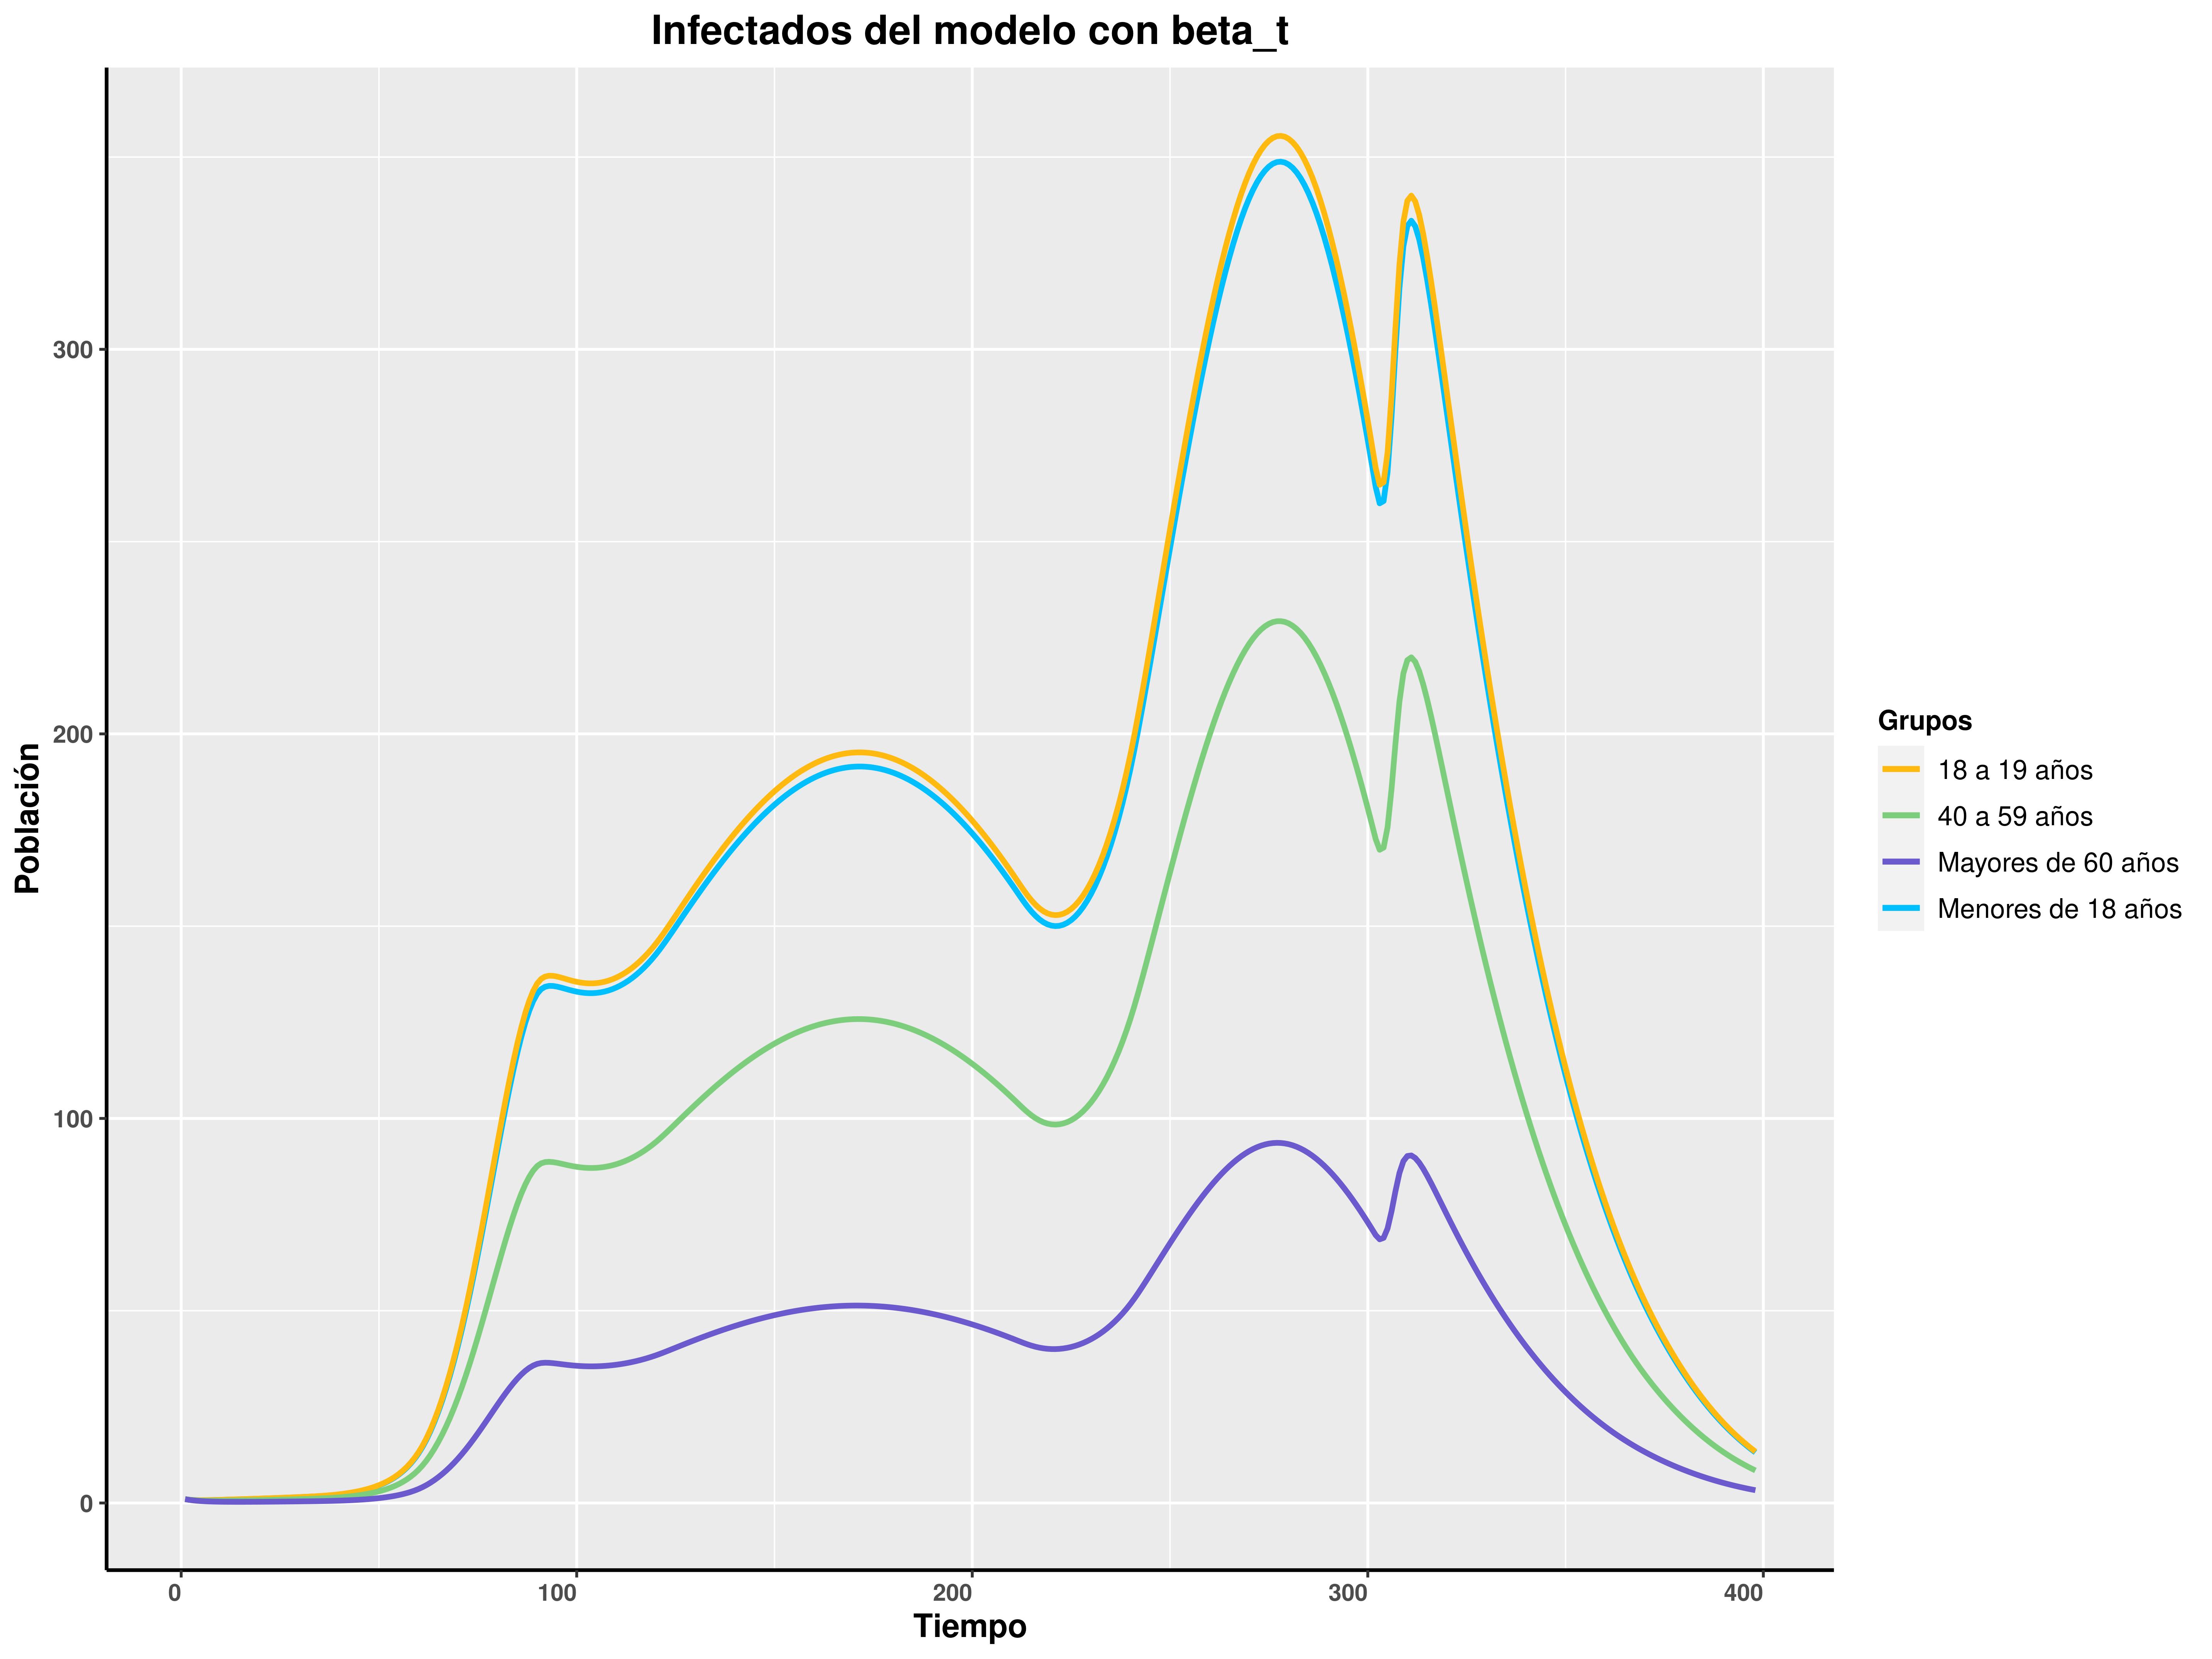 Infectados del modelo con beta_t
Población
300
200
100
0
0 100 200 300 400
Tiempo
Grupos
18 a 19 años
40 a 59 años
Mayores de 60 años
Menores de 18 años